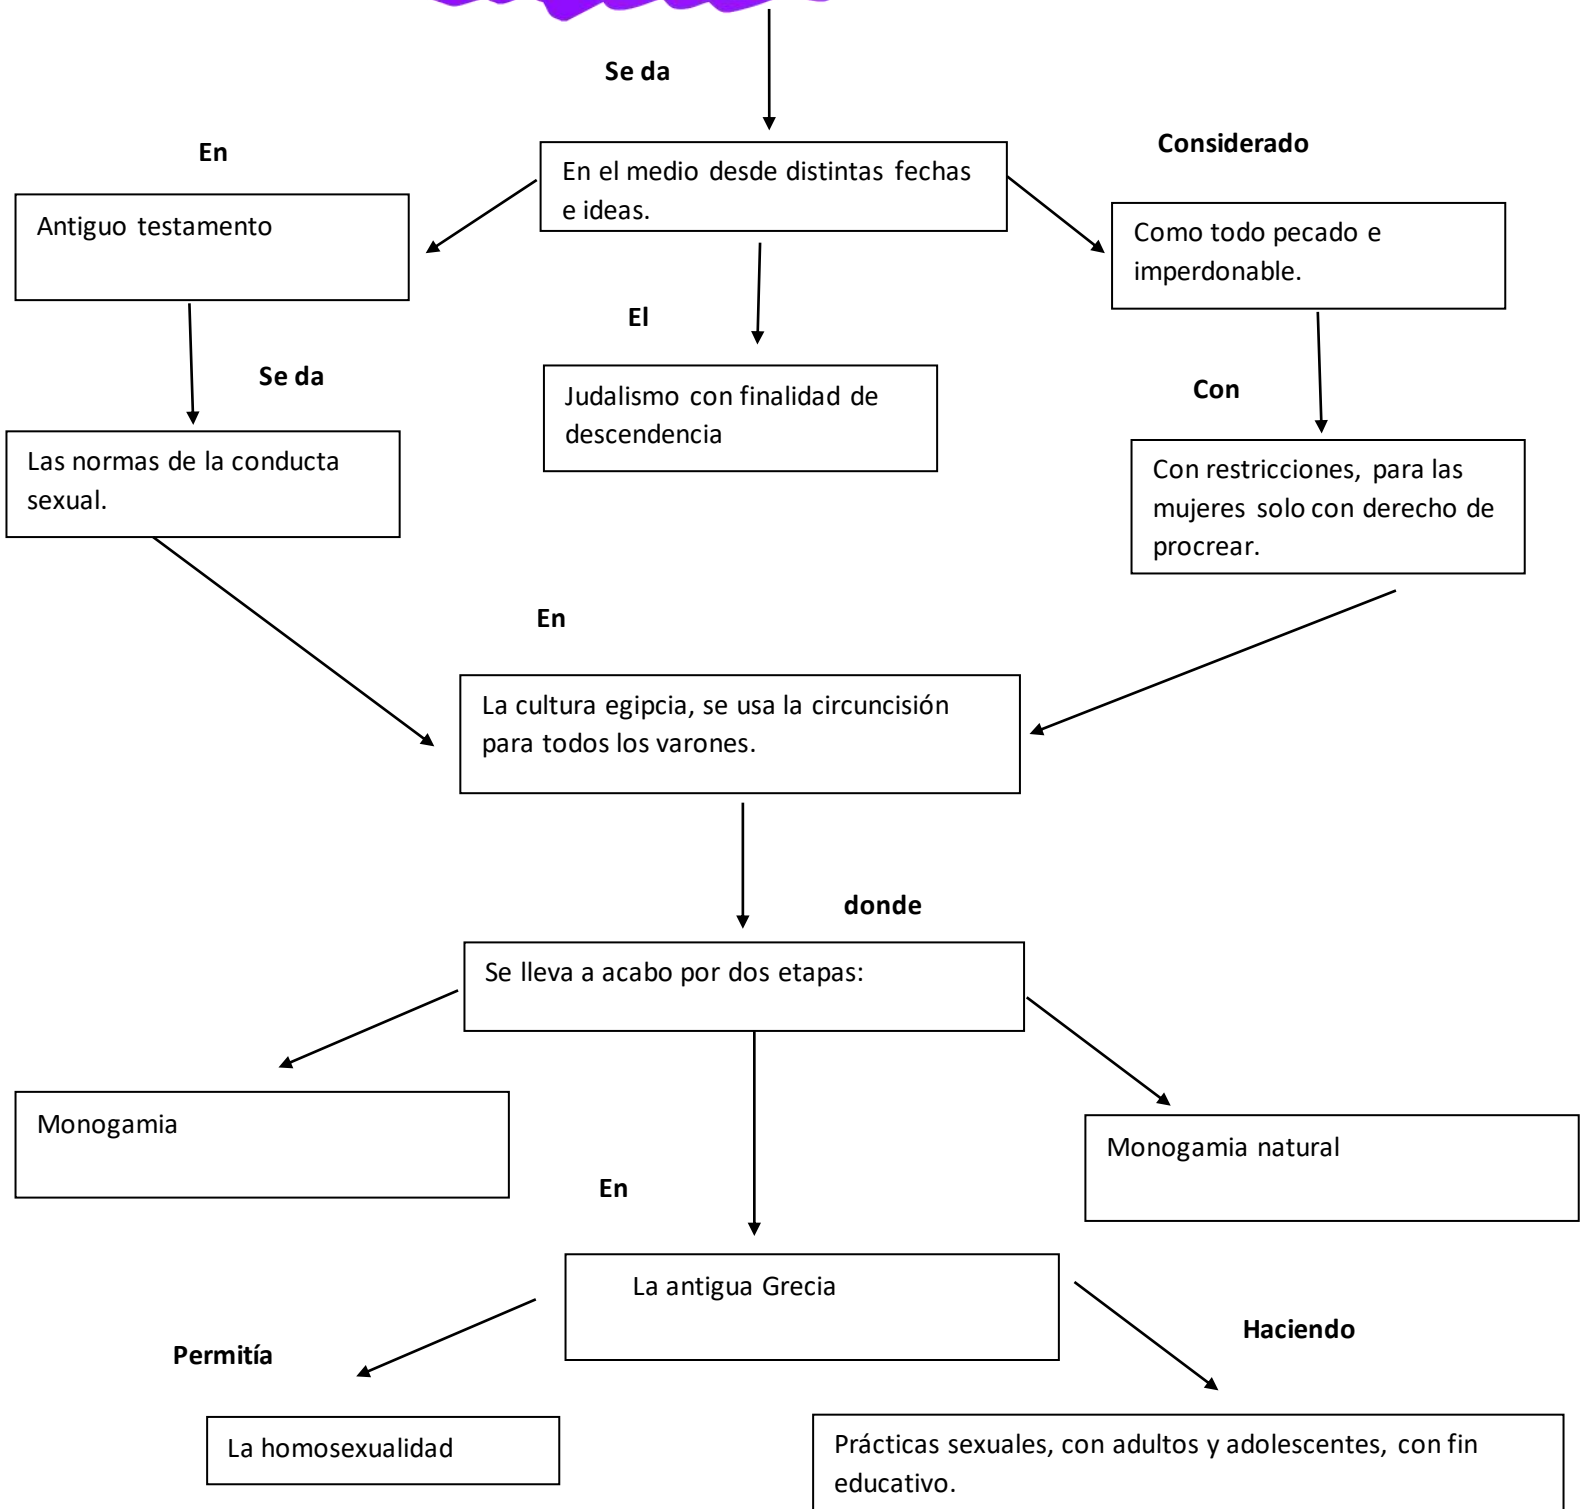 Se da
En
Considerado
En el medio desde distintas fechas
e ideas.
Antiguo testamento
Como todo pecado e
imperdonable.
El
Se da
Con
Judalismo con finalidad de
descendencia
Las normas de la conducta
sexual.
Con restricciones, para las
mujeres solo con derecho de
procrear.
En
La cultura egipcia, se usa la circuncisión
para todos los varones.
donde
Se lleva a acabo por dos etapas:
Monogamia
Monogamia natural
En
La antigua Grecia
Permitía
Haciendo
La homosexualidad
Prácticas sexuales, con adultos y adolescentes, con fin
educativo.